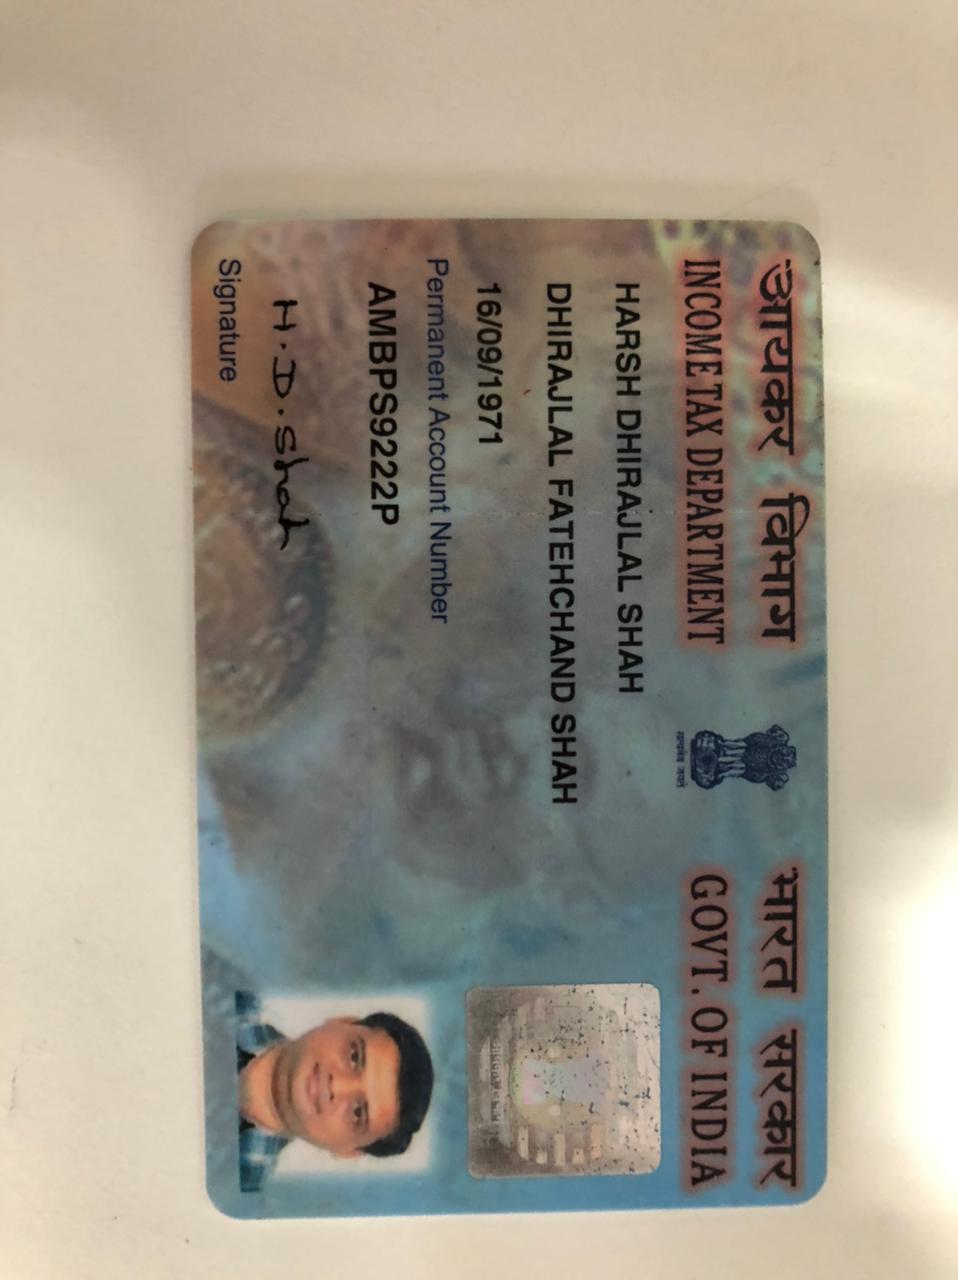 आयकर विभाग
INCOME TAX DEPARTMENT
भारत सरकार
GOVT. OF INDIA
सत्यमेव जयते
HARSH DHIRAJLAL SHAH
DHIRAJLAL FATEHCHAND SHAH
16/09/1971
Permanent Account Number
AMBPS9222P
H.D.Shah
Signature